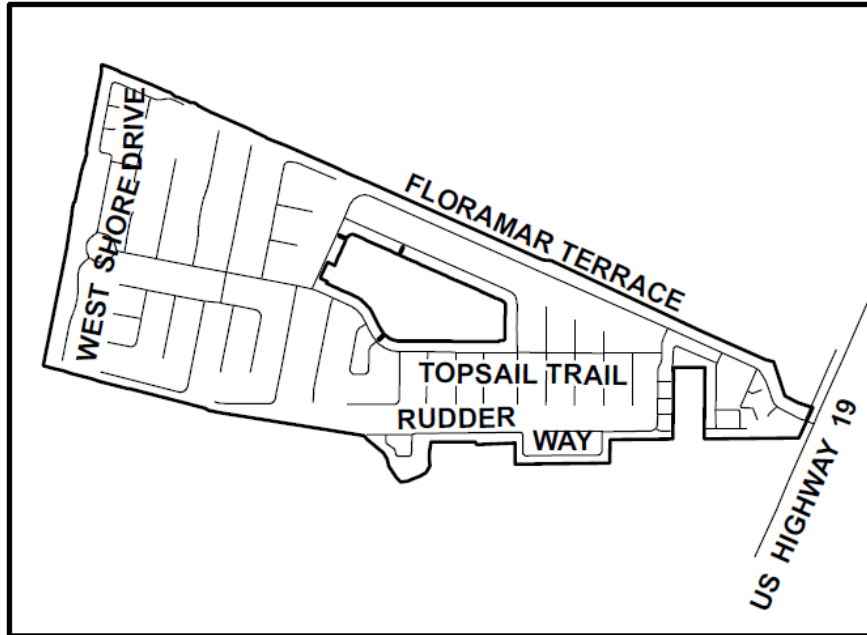 WEST SHORE DRIVE
FLORAMAR TERRACE
TOPSAIL TRAIL
RUDDER
WAY
US HIGHWAY 19